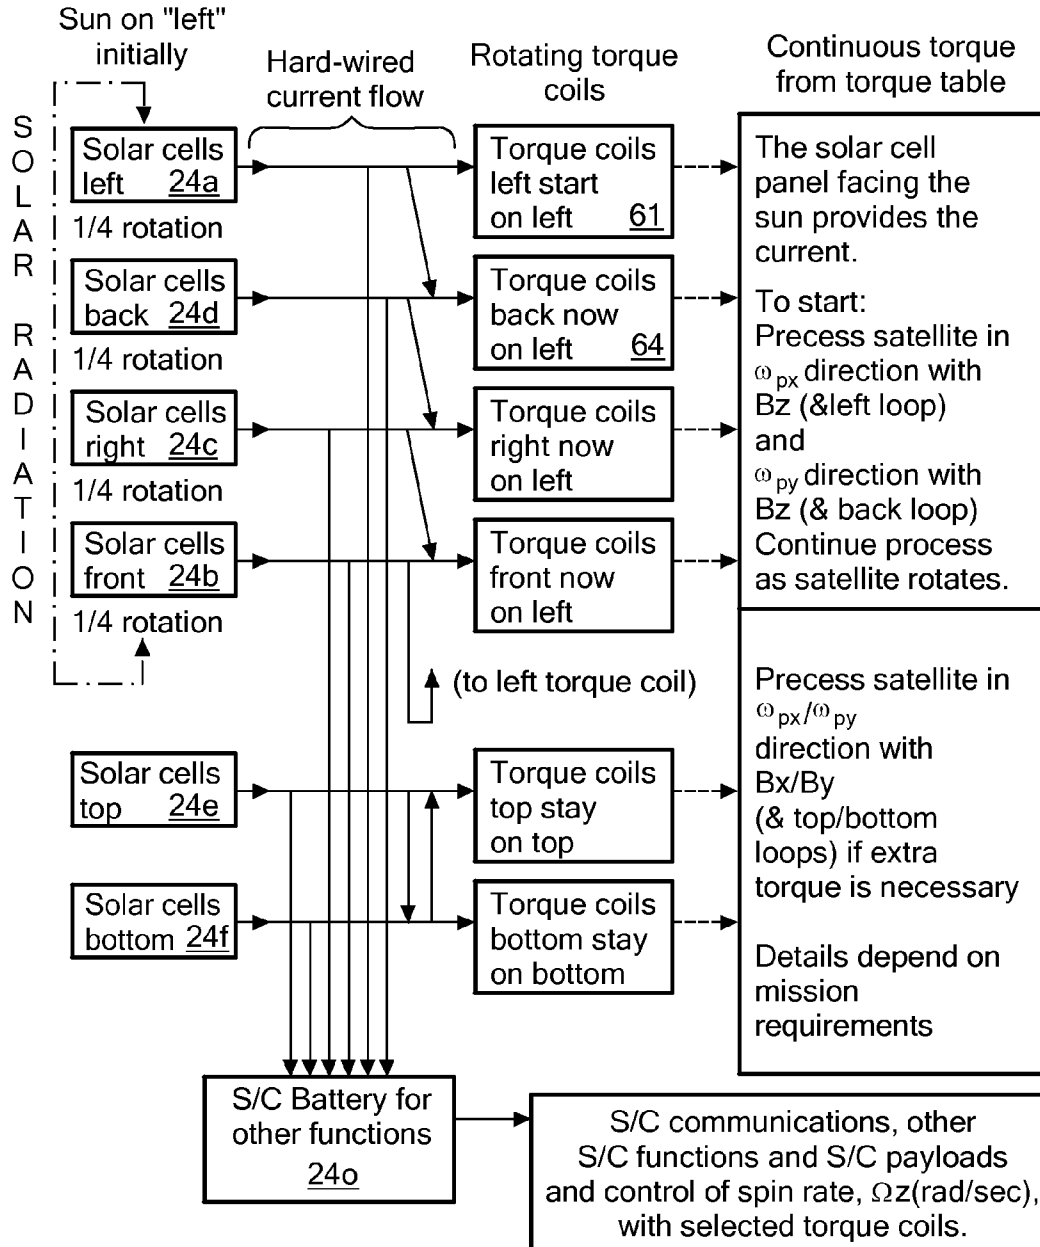 Sun on "left"
initially
Hard-wired
current flow
Rotating torque
coils
Continuous torque
from torque table
SOLAR RADIATION
Solar cells
left 24a
1/4 rotation
Solar cells
back 24d
1/4 rotation
Solar cells
right 24c
1/4 rotation
Solar cells
front 24b
1/4 rotation
Solar cells
top 24e
Solar cells
bottom 24f
Torque coils
left start
on left 61
Torque coils
back now
on left 64
Torque coils
right now
on left
Torque coils
front now
on left
(to left torque coil)
Torque coils
top stay
on top
Torque coils
bottom stay
on bottom
The solar cell
panel facing the
sun provides the
current.
To start:
Precess satellite in
ωpx direction with
Bz (&left loop)
and
ωpy direction with
Bz (& back loop)
Continue process
as satellite rotates.
Precess satellite in
ωpx/ωpy
direction with
Bx/By
(& top/bottom
loops) if extra
torque is necessary
Details depend on
mission
requirements
S/C Battery for
other functions
24o
S/C communications, other
S/C functions and S/C payloads
and control of spin rate, Ωz(rad/sec),
with selected torque coils.